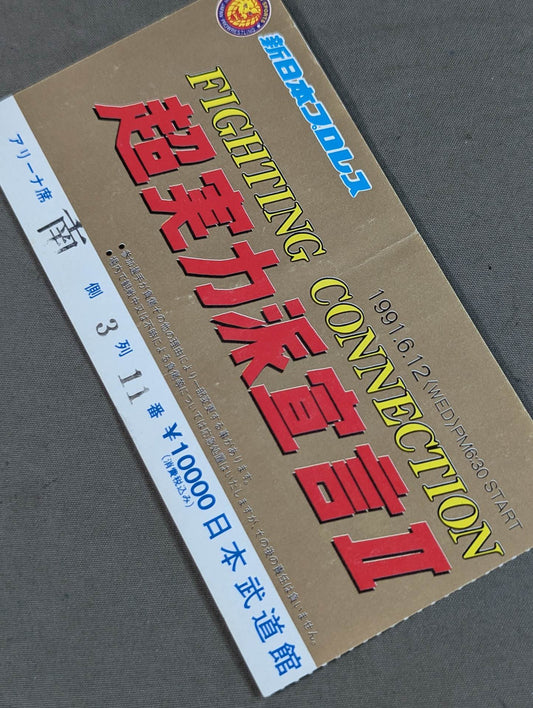 新日本プロレス
FIGHTING CONNECTION
超実力派宣言II
1991.6.12〈WED〉PM6:30 START
アリーナ席 南 側 3 列 11 番 ￥10000 日本武道館
(消費税込み)